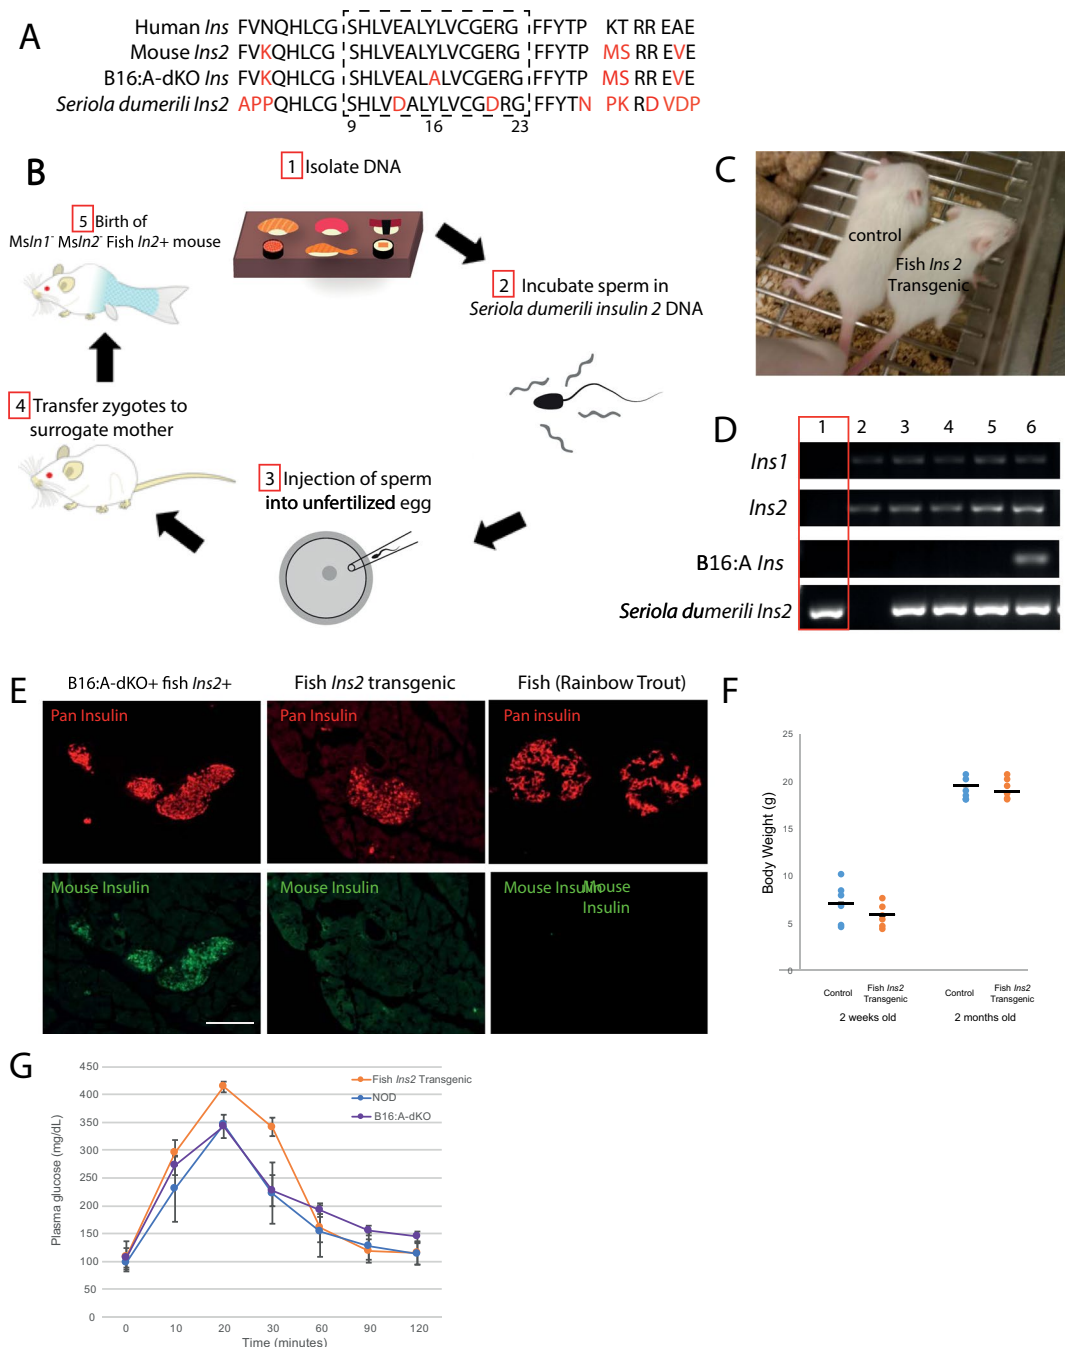 A
Human Ins FVNQHLCG SHLVEALYLVCGERG FFYTP KT RR EAE
Mouse Ins2 FVKQHLCG SHLVEALYLVCGERG FFYTP MS RR EVE
B16:A-dKO Ins FVKQHLCG SHLVEALALVCGERG FFYTP MS RR EVE
Seriola dumerili Ins2 APPQHLCG SHLVDALYLVCGDRG FFYTN PK RD VDP
9 16 23
B
1 Isolate DNA
2 Incubate sperm in
Seriola dumerili insulin 2 DNA
3 Injection of sperm
into unfertilized egg
4 Transfer zygotes to
surrogate mother
5 Birth of
MsIn1- MsIn2- Fish In2+ mouse
C
control
Fish Ins 2
Transgenic
D
1 2 3 4 5 6
Ins1
Ins2
B16:A Ins
Seriola dumerili Ins2
E
B16:A-dKO+ fish Ins2+ Fish Ins2 transgenic Fish (Rainbow Trout)
Pan Insulin Pan Insulin Pan insulin
Mouse Insulin Mouse Insulin Mouse Insulin
Mouse
Insulin
F
Body Weight (g)
25
20
15
10
5
0
Control Fish Ins2
Transgenic
Control Fish Ins2
Transgenic
2 weeks old 2 months old
G
Plasma glucose (mg/dL)
450
400
350
300
250
200
150
100
50
0
Fish Ins2 Transgenic
NOD
B16:A-dKO
0 10 20 30 60 90 120
Time (minutes)